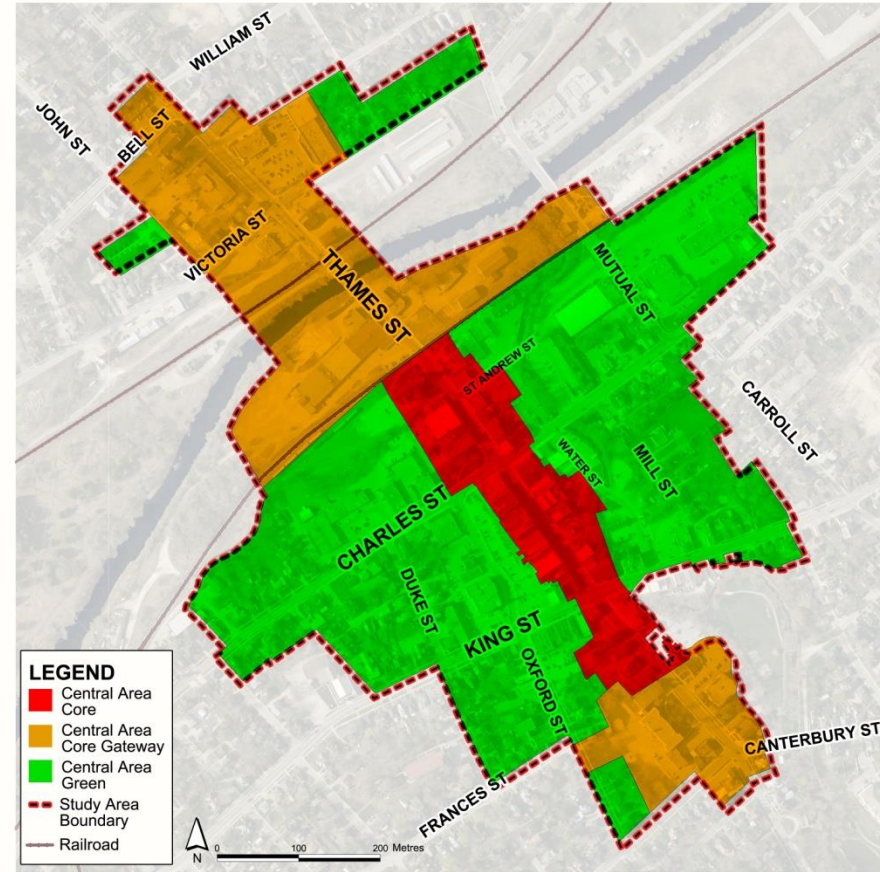 WILLIAM ST
JOHN ST
BELL ST
VICTORIA ST
THAMES ST
MUTUAL ST
ST ANDREW ST
CARROLL ST
WATER ST
MILL ST
CHARLES ST
DUKE ST
KING ST
OXFORD ST
CANTERBURY ST
FRANCES ST
LEGEND
Central Area
Core
Central Area
Core Gateway
Central Area
Green
Study Area
Boundary
Railroad
N
0 100 200 Metres